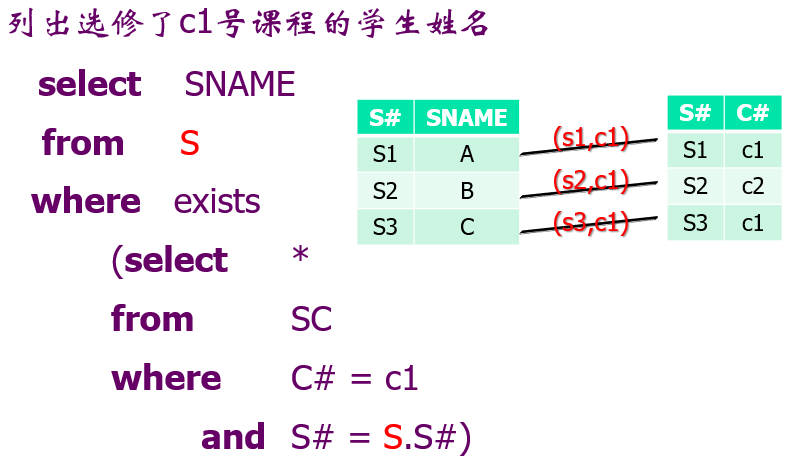 列出选修了c1号课程的学生姓名
select SNAME
from S
where exists
(select *
from SC
where C# = c1
and S# = S.S#)
S# SNAME
S1 A
S2 B
S3 C
(s1,c1)
(s2,c1)
(s3,c1)
S# C#
S1 c1
S2 c2
S3 c1